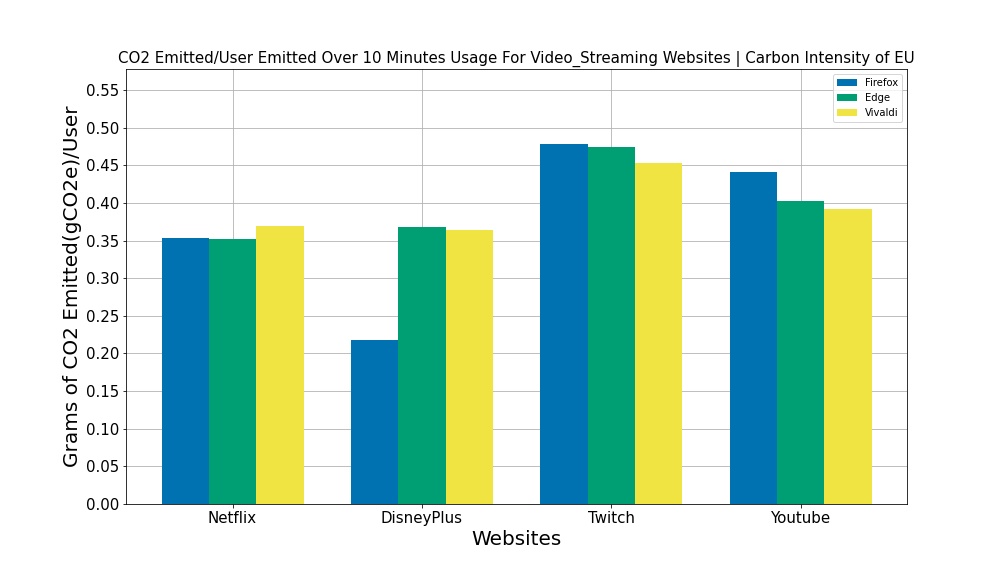 CO2 Emitted/User Emitted Over 10 Minutes Usage For Video_Streaming Websites | Carbon Intensity of EU
Firefox
Edge
Vivaldi
Grams of CO2 Emitted(gCO2e)/User
0.55
0.50
0.45
0.40
0.35
0.30
0.25
0.20
0.15
0.10
0.05
0.00
Netflix DisneyPlus Twitch Youtube
Websites